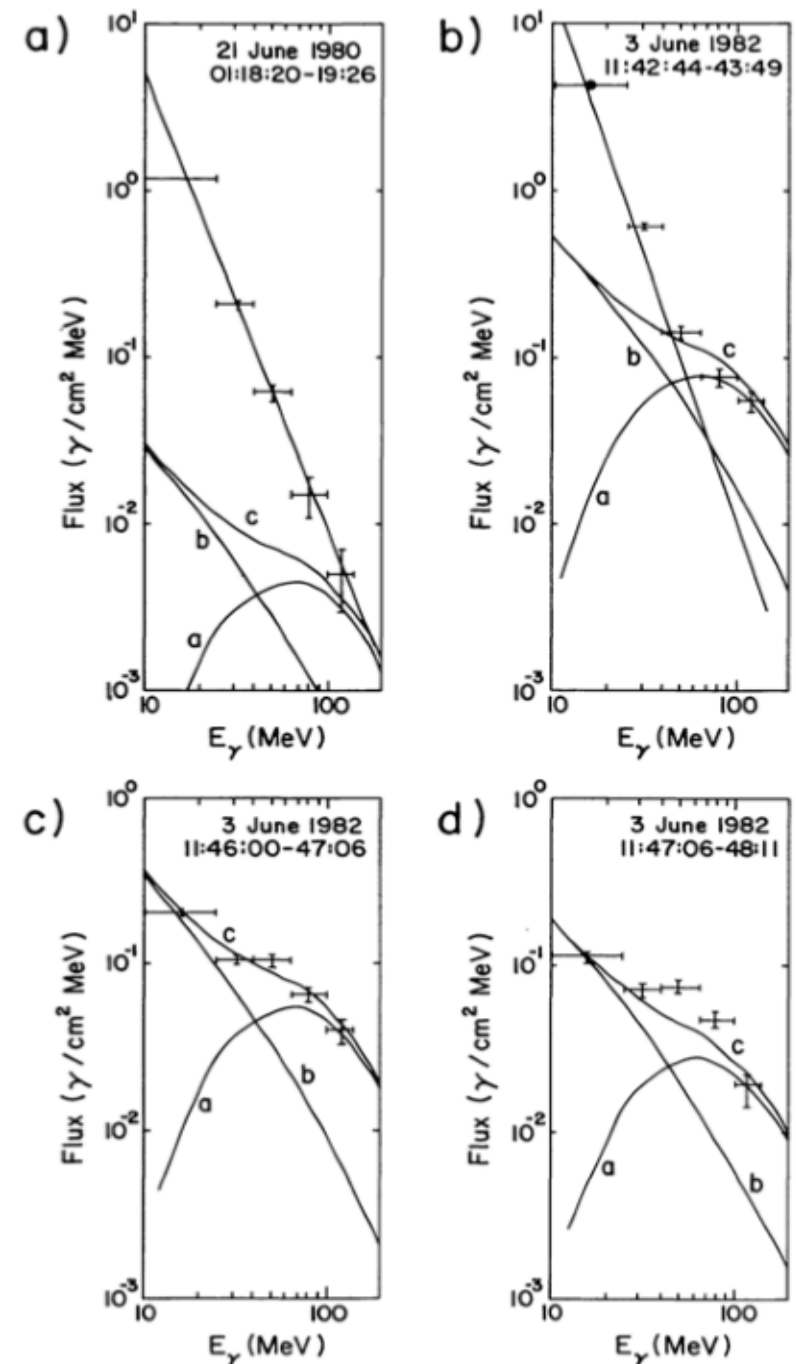 a)
21 June 1980
01:18:20-19:26
10¹
10⁰
10⁻¹
10⁻²
10⁻³
Flux (γ/cm² MeV)
c
b
a
10
100
Eγ(MeV)
b)
3 June 1982
11:42:44-43:49
10¹
10⁰
10⁻¹
10⁻²
10⁻³
Flux (γ/cm² MeV)
c
b
a
10
100
Eγ(MeV)
c)
3 June 1982
11:46:00-47:06
10⁰
10⁻¹
10⁻²
10⁻³
Flux (γ/cm² MeV)
c
b
a
10
100
Eγ(MeV)
d)
3 June 1982
11:47:06-48:11
10⁰
10⁻¹
10⁻²
10⁻³
Flux (γ/cm² MeV)
c
a
b
10
100
Eγ(MeV)